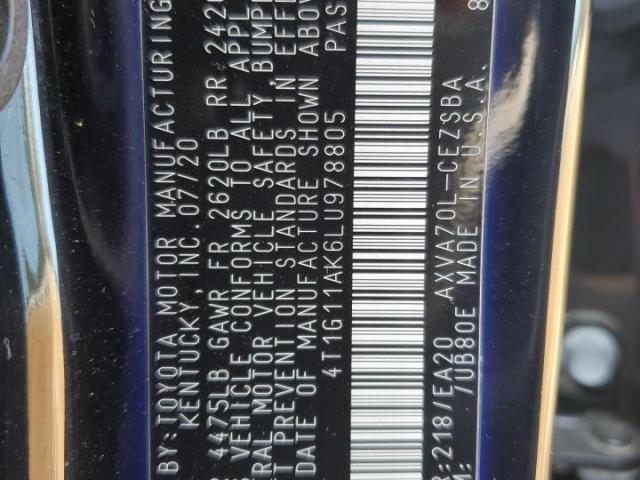 BY:TOYOTA MOTOR MANUFACTURING
KENTUCKY, INC. 07/20
4475LB GAWR FR 2620LB RR 242
VEHICLE CONFORMS TO ALL APPL
RAL MOTOR VEHICLE SAFETY BUMP
T PREVENTION STANDARDS IN EFF
DATE OF MANUFACTURE SHOWN ABOV
4T1G11AK6LU978805 PAS
R:218/EA20 AXVA70L-CEZSBA
M: /UB80E MADE IN U.S.A. 8